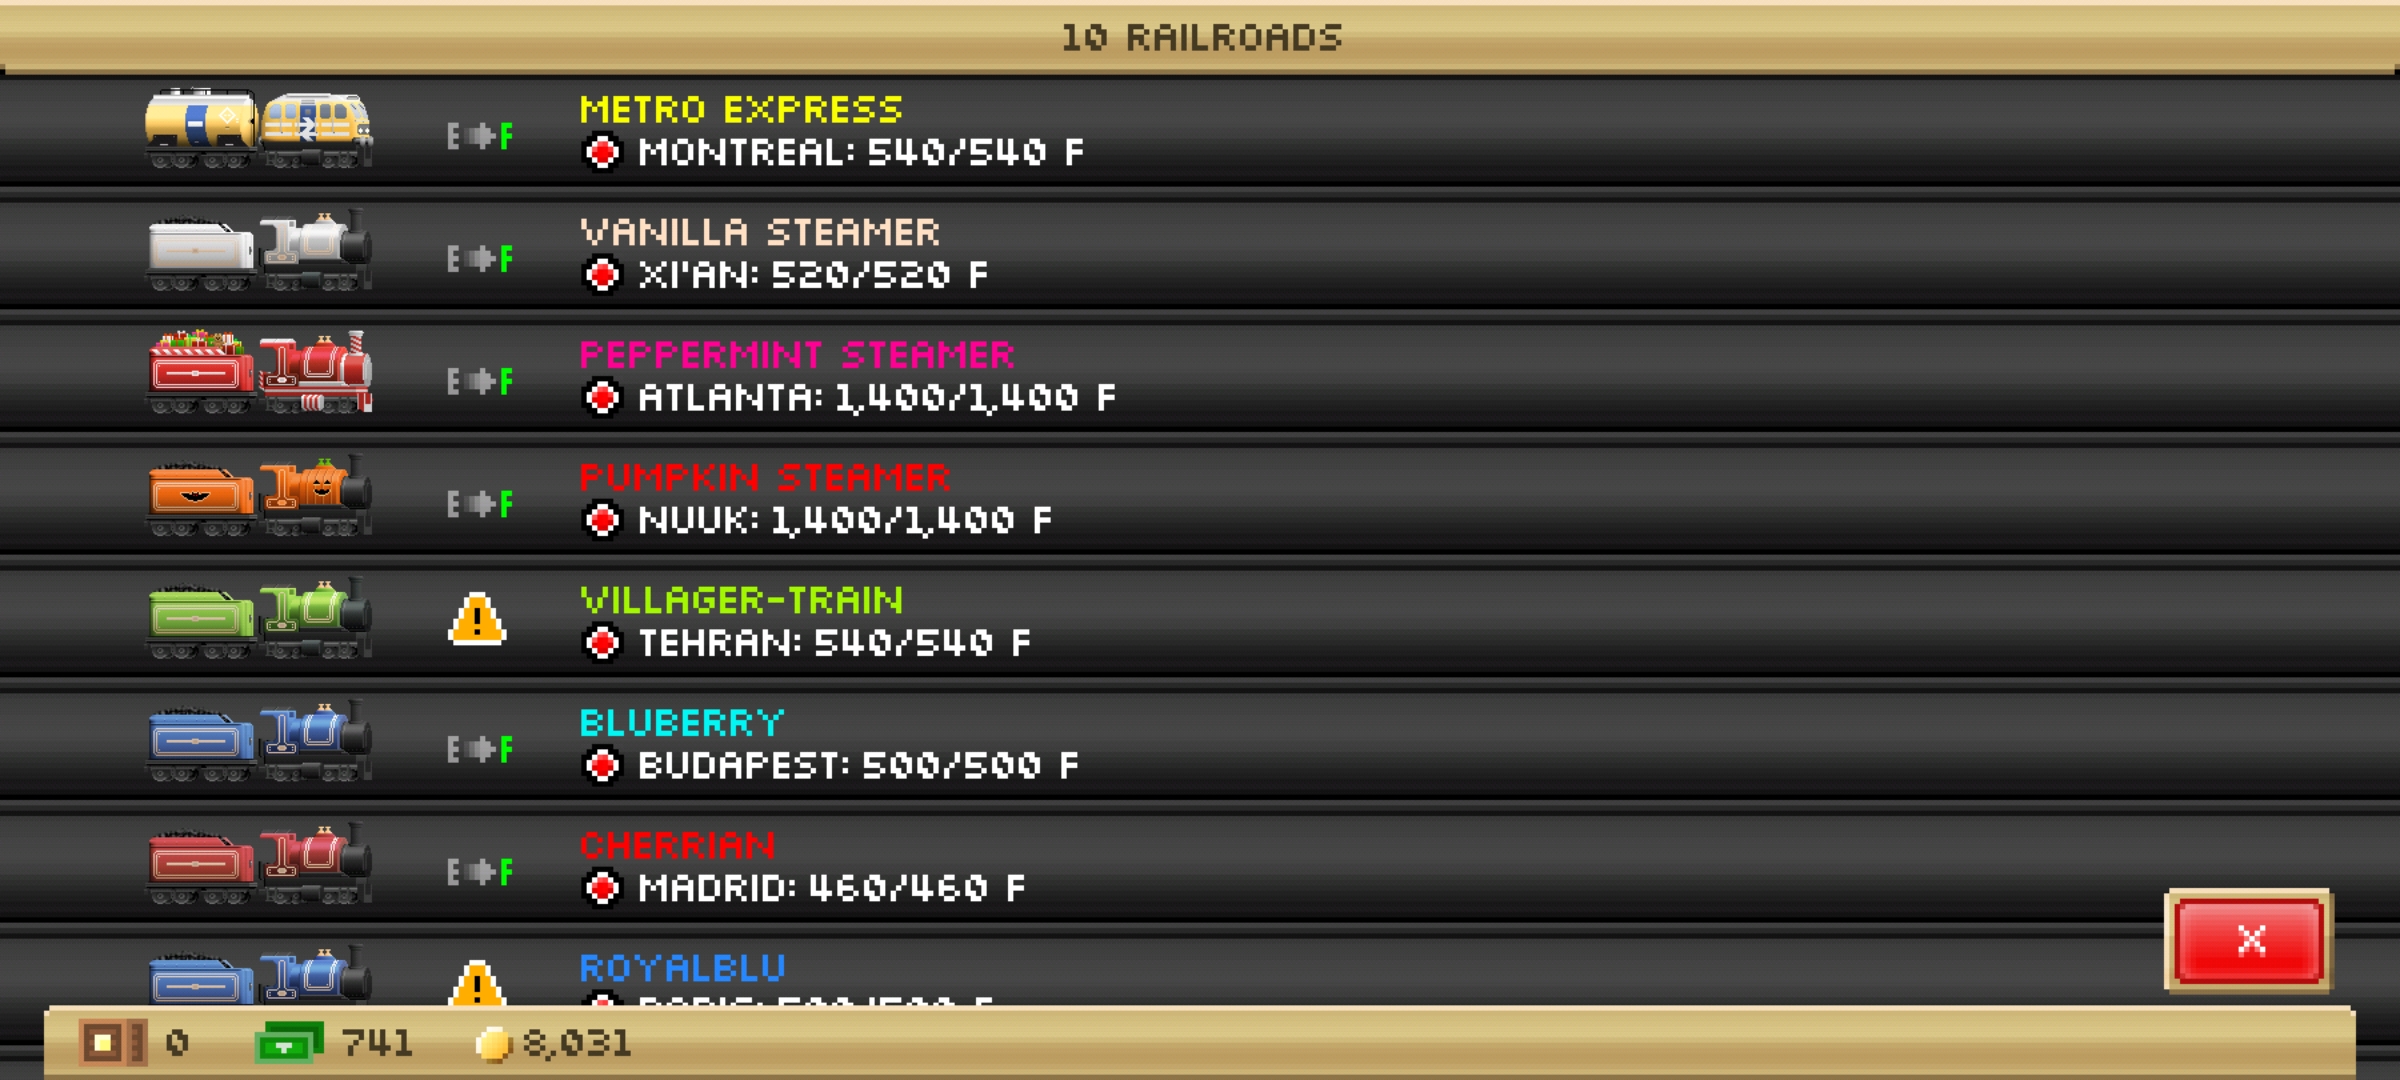 10 RAILROADS
METRO EXPRESS
E F
MONTREAL: 540/540 F
VANILLA STEAMER
E F
XI'AN: 520/520 F
PEPPERMINT STEAMER
E F
ATLANTA: 1,400/1,400 F
PUMPKIN STEAMER
E F
NUUK: 1,400/1,400 F
VILLAGER-TRAIN
!
TEHRAN: 540/540 F
BLUBERRY
E F
BUDAPEST: 500/500 F
CHERRIAN
E F
MADRID: 460/460 F
X
ROYALBLU
!
0 741 8,031